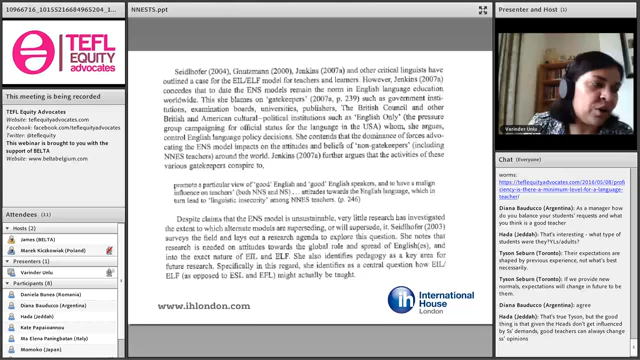 10966716_10155216684965204_1...
NNESTS.ppt
Presenter and Host (1)
TEFL
EQUITY
ADVOCATES
This meeting is being recorded
TEFL Equity Advocates
Website: www.teflequityadvocates.com
Facebook: facebook.com/teflequityadvocates
Twitter: @teflequity
This webinar is brought to you with the support of BELTA
Website - www.beltabelgium.com
Attendees (11)
Hosts (2)
James (BELTA)
Marek Kiczkowiak (Poland)
Presenters (1)
Varinder Unlu
Participants (8)
Daniela Bunea (Romania)
Diana Bauducco (Argentina)
Hada (Jeddah)
Kate Papaioannou
Ma Elena Paningbatan (Italy)
Momoko (Japan)
Seidlhofer (2004), Gnutzmann (2000), Jenkins (2007a) and other critical linguists have
outlined a case for the EIL/ELF model for teachers and learners. However, Jenkins (2007a)
concedes that to date the ENS models remain the norm in English language education
worldwide. This she blames on 'gatekeepers' (2007a, p. 239) such as government insti-
tutions, examination boards, universities, publishers, The British Council and other
British and American cultural-political institutions such as 'English Only' (the pressure
group campaigning for official status for the language in the USA) whom, she argues,
control English language policy decisions. She contends that the dominance of forces advo-
cating the ENS model impacts on the attitudes and beliefs of 'non-gatekeepers' (including
NNES teachers) around the world. Jenkins (2007a) further argues that the activities of these
various gatekeepers conspire to,
promote a particular view of 'good' English and 'good' English speakers, and to have a malign
influence on teachers' (both NNS and NS) ... attitudes towards the English language, which in
turn lead to 'linguistic insecurity' among NNES teachers. (p. 246)
Despite claims that the ENS model is unsustainable, very little research has investigated
the extent to which alternate models are superseding, or will supersede, it. Seidlhofer (2003)
surveys the field and leys out a research agenda to explore this question. She notes that
research is needed on attitudes towards the global role and spread of English(es), and
into the exact nature of EIL and ELF. She also identifies pedagogy as a key area for
future research. Specifically in this regard, she identifies as a central question how EIL/
ELF (as opposed to ESL and EFL) might actually be taught.
www.ihlondon.com
ih
International
House
London
Varinder Unlu
Chat (Everyone)
worms:
https://teflequityadvocates.com/2016/05/08/profi
ciency-is-there-a-minimum-level-for-a-language-
teacher/
Diana Bauducco (Argentina): As a manager how
do you balance your students' requests and
what you think is a good teacher
Hada (Jeddah): That's interesting. - what
type of students were they?YLs/adults?
Tyson Seburn (Toronto): Their expectations are
shaped by previous experience, not what's best
necessarily.
Tyson Seburn (Toronto): If we provide new
normals, expectations will change in future to be
them.
Diana Bauducco (Argentina): agree
Hada (Jeddah): That's true Tyson, but the good
thing is that given the Heads don't get influenced
by Ss' demands, good teachers can always
change ss' opinions
Everyone